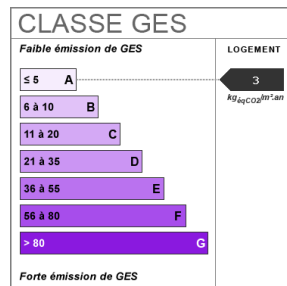 CLASSE GES
Faible émission de GES
LOGEMENT
≤ 5 A
3
kgéqCO2/m².an
6 à 10 B
11 à 20 C
21 à 35 D
36 à 55 E
56 à 80 F
> 80 G
Forte émission de GES